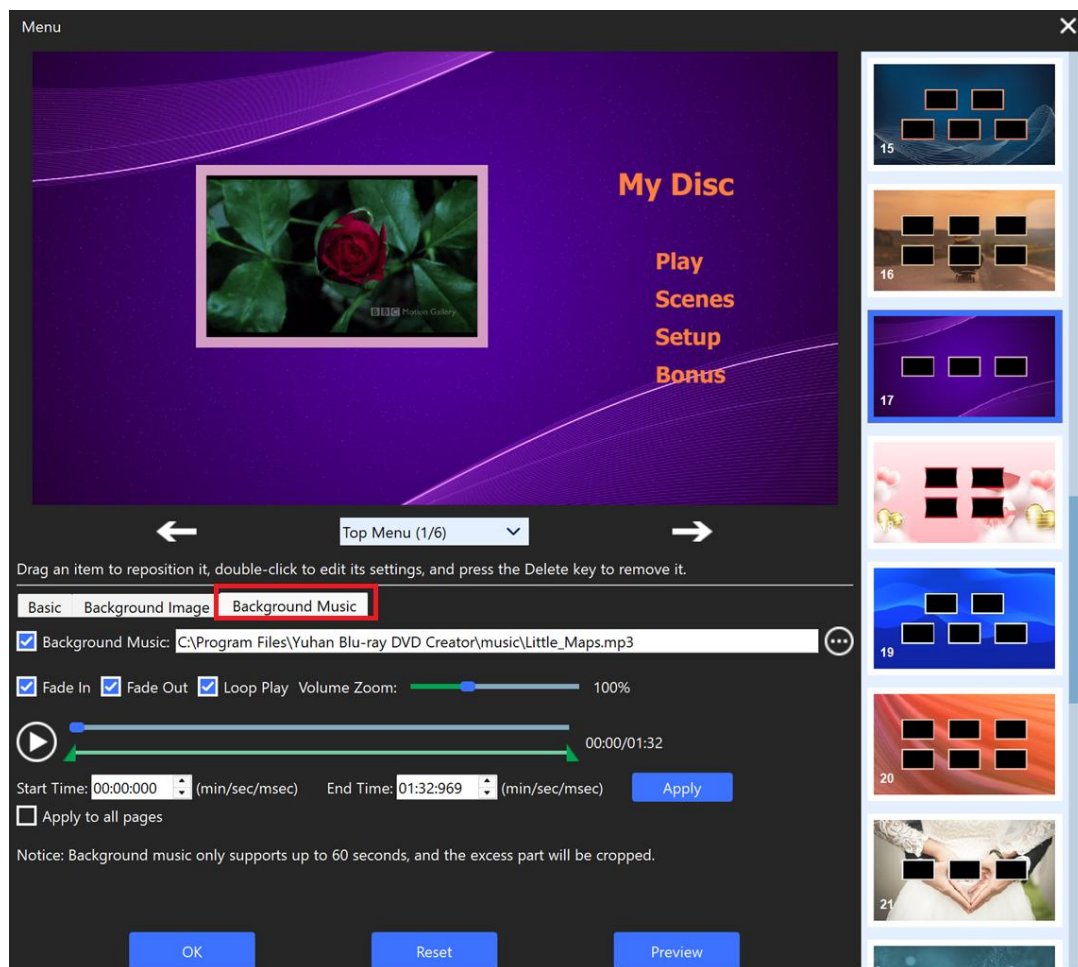 Menu
My Disc
Play
Scenes
Setup
Bonus
BBC Motion Gallery
15
16
17
18
19
20
21
Top Menu (1/6)
Drag an item to reposition it, double-click to edit its settings, and press the Delete key to remove it.
Basic Background Image Background Music
Background Music: C:\Program Files\Yuhan Blu-ray DVD Creator\music\Little_Maps.mp3
Fade In Fade Out Loop Play Volume Zoom: 100%
00:00/01:32
Start Time: 00:00:000 (min/sec/msec) End Time: 01:32:969 (min/sec/msec) Apply
Apply to all pages
Notice: Background music only supports up to 60 seconds, and the excess part will be cropped.
OK Reset Preview